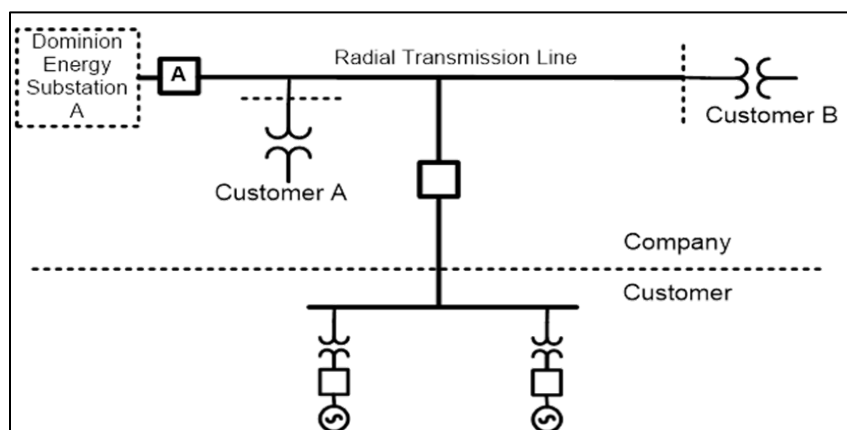 Dominion
Energy
Substation
A
A
Radial Transmission Line
Customer B
Customer A
Company
Customer